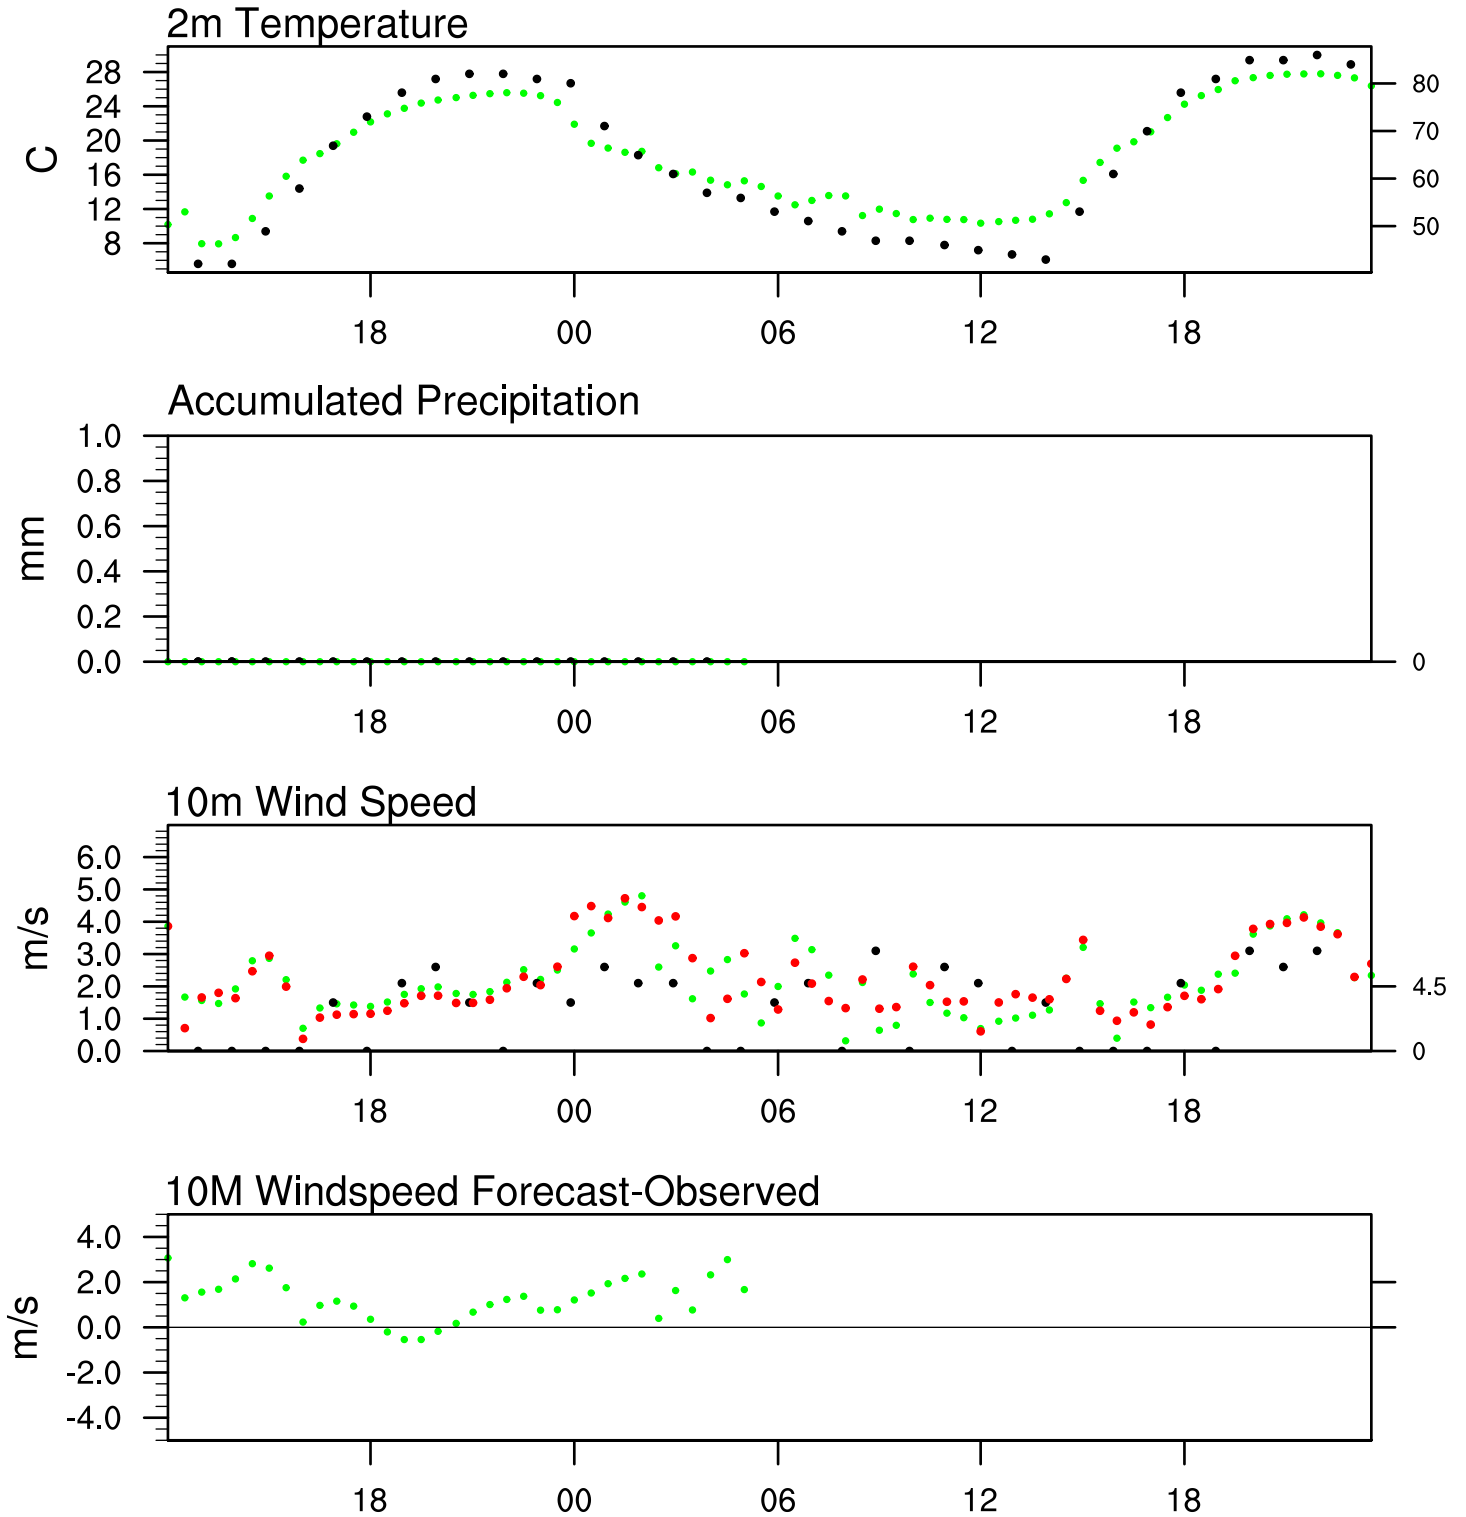 2m Temperature
28
24
20
16
12
8
C
80
70
60
50
18 00 06 12 18
Accumulated Precipitation
1.0
0.8
0.6
0.4
0.2
0.0
mm
0
18 00 06 12 18
10m Wind Speed
6.0
5.0
4.0
3.0
2.0
1.0
0.0
m/s
4.5
0
18 00 06 12 18
10M Windspeed Forecast-Observed
4.0
2.0
0.0
-2.0
-4.0
m/s
18 00 06 12 18